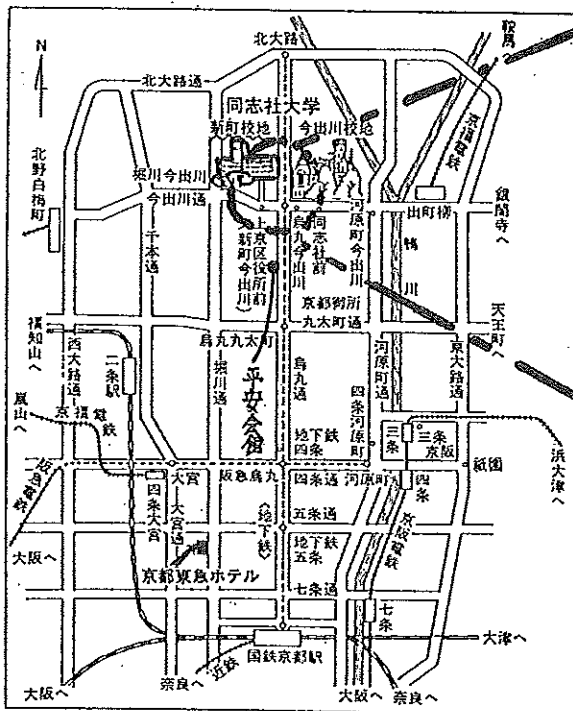 北大路
鞍馬へ
N
北大路通
同志社大学
新町校地
今出川校地
京福電鉄
北野白梅町
堀川今出川
今出川通
出町柳
銀閣寺へ
千本通
上京区役所前
(新町今出川)
烏丸今出川
同志社前
河原町今出川
鴨川
京都御所
丸太町通
天王町へ
福知山へ
烏丸丸太町
西大路通
二条駅
堀川通
平安会館
烏丸通
河原町通
東大路通
嵐山へ
京福電鉄
地下鉄
四条
四条河原町
三条
三条京阪
浜大津へ
阪急電鉄
大宮
阪急烏丸
四条通
河原町
四条
祇園
四条大宮
大宮通
(地下鉄)
五条通
地下鉄
五条
京阪電鉄
大阪へ
京都東急ホテル
七条通
七条
国鉄京都駅
大津へ
近鉄
大阪へ
奈良へ
大阪へ
奈良へ